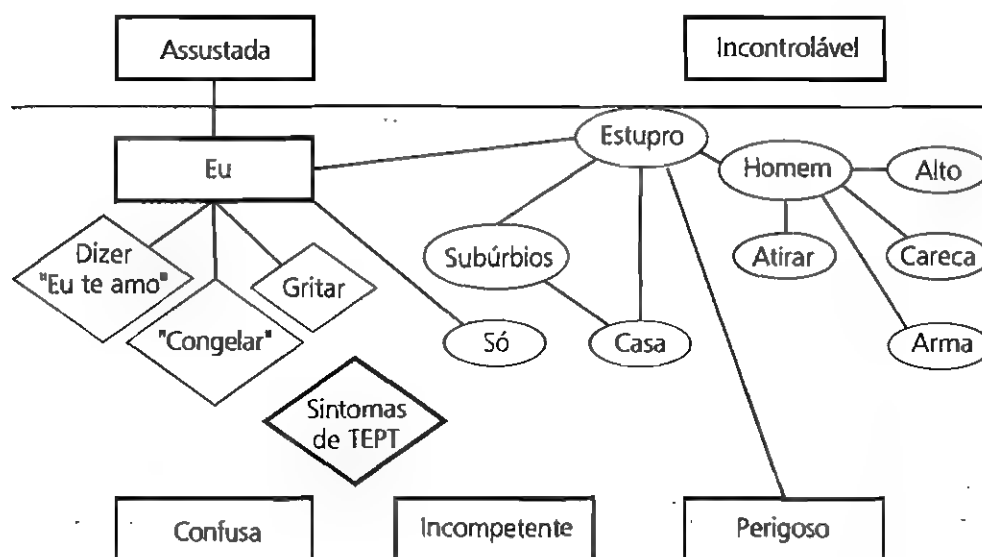 Assustada
Incontrolável
Eu
Estupro
Homem
Alto
Dizer
"Eu te amo"
Gritar
Subúrbios
Atirar
Careca
"Congelar"
Só
Casa
Arma
Sintomas
de TEPT
Confusa
Incompetente
Perigoso